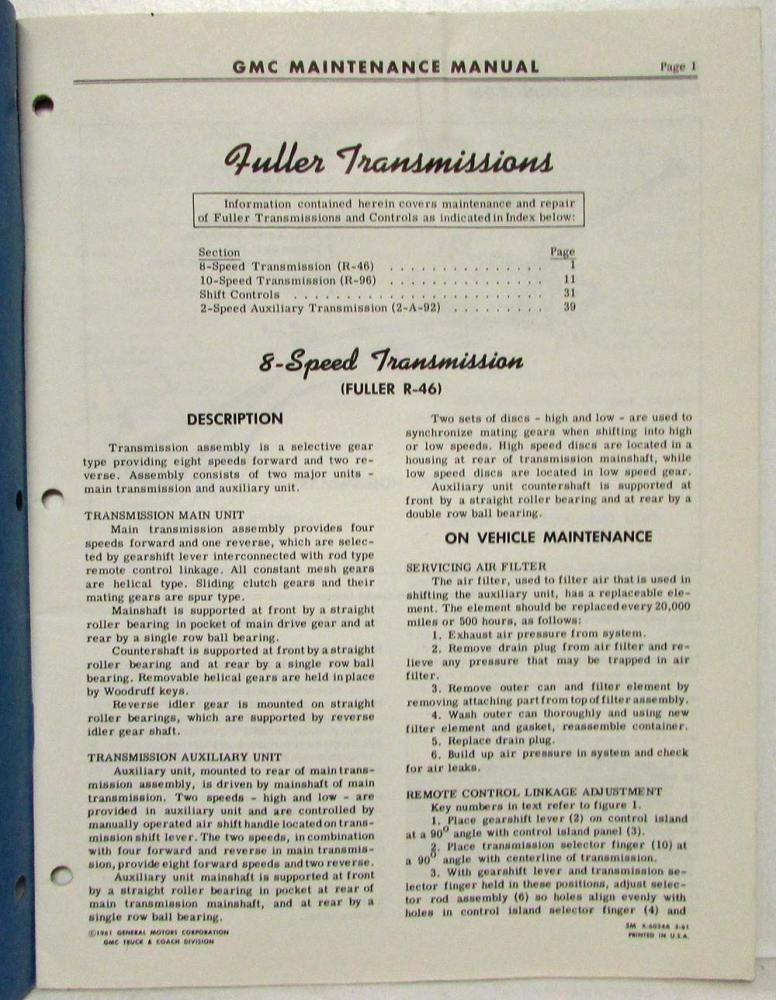 GMC MAINTENANCE MANUAL
Page 1
Fuller Transmissions
Information contained herein covers maintenance and repair
of Fuller Transmissions and Controls as indicated in Index below:
Section Page
8-Speed Transmission (R-46) . . . . . . . . . . . . . . . 1
10-Speed Transmission (R-96) . . . . . . . . . . . . . . . 11
Shift Controls . . . . . . . . . . . . . . . . . . . . . . . . 31
2-Speed Auxiliary Transmission (2-A-92) . . . . . . . . . 39
8-Speed Transmission
(FULLER R-46)
DESCRIPTION
Transmission assembly is a selective gear
type providing eight speeds forward and two re-
verse. Assembly consists of two major units -
main transmission and auxiliary unit.
TRANSMISSION MAIN UNIT
Main transmission assembly provides four
speeds forward and one reverse, which are selec-
ted by gearshift lever interconnected with rod type
remote control linkage. All constant mesh gears
are helical type. Sliding clutch gears and their
mating gears are spur type.
Mainshaft is supported at front by a straight
roller bearing in pocket of main drive gear and at
rear by a single row ball bearing.
Countershaft is supported at front by a straight
roller bearing and at rear by a single row ball
bearing. Removable helical gears are held in place
by Woodruff keys.
Reverse idler gear is mounted on straight
roller bearings, which are supported by reverse
idler gear shaft.
TRANSMISSION AUXILIARY UNIT
Auxiliary unit, mounted to rear of main trans-
mission assembly, is driven by mainshaft of main
transmission. Two speeds - high and low - are
provided in auxiliary unit and are controlled by
manually operated air shift handle located on trans-
mission shift lever. The two speeds, in combination
with four forward and reverse in main transmis-
sion, provide eight forward speeds and two reverse.
Auxiliary unit mainshaft is supported at front
by a straight roller bearing in pocket at rear of
main transmission mainshaft, and at rear by a
single row ball bearing.
©1961 GENERAL MOTORS CORPORATION
GMC TRUCK & COACH DIVISION
Two sets of discs - high and low - are used to
synchronize mating gears when shifting into high
or low speeds. High speed discs are located in a
housing at rear of transmission mainshaft, while
low speed discs are located in low speed gear.
Auxiliary unit countershaft is supported at
front by a straight roller bearing and at rear by a
double row ball bearing.
ON VEHICLE MAINTENANCE
SERVICING AIR FILTER
The air filter, used to filter air that is used in
shifting the auxiliary unit, has a replaceable ele-
ment. The element should be replaced every 20,000
miles or 500 hours, as follows:
1. Exhaust air pressure from system.
2. Remove drain plug from air filter and re-
lieve any pressure that may be trapped in air
filter.
3. Remove outer can and filter element by
removing attaching part from top of filter assembly.
4. Wash outer can thoroughly and using new
filter element and gasket, reassemble container.
5. Replace drain plug.
6. Build up air pressure in system and check
for air leaks.
REMOTE CONTROL LINKAGE ADJUSTMENT
Key numbers in text refer to figure 1.
1. Place gearshift lever (2) on control island
at a 90° angle with control island panel (3).
2. Place transmission selector finger (10) at
a 90° angle with centerline of transmission.
3. With gearshift lever and transmission se-
lector finger held in these positions, adjust selec-
tor rod assembly (6) so holes align evenly with
holes in control island selector finger (4) and
SM X-6034A 3-61
PRINTED IN U.S.A.